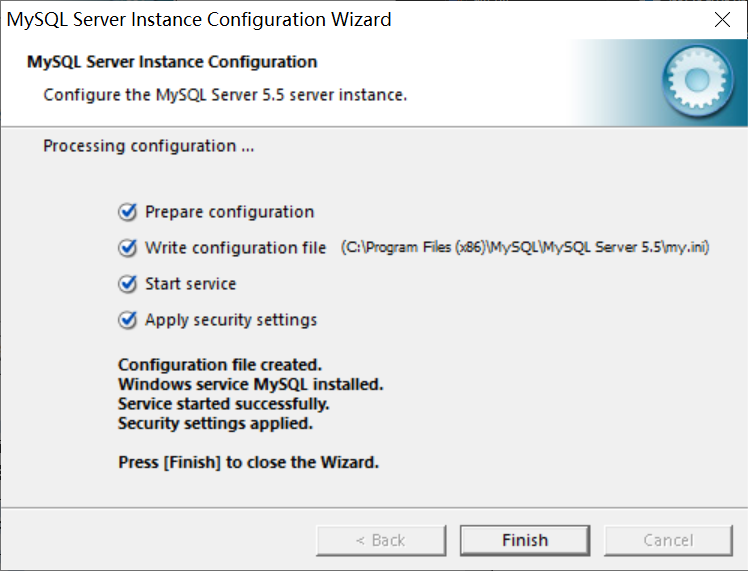 MySQL Server Instance Configuration Wizard
MySQL Server Instance Configuration
Configure the MySQL Server 5.5 server instance.
Processing configuration ...
Prepare configuration
Write configuration file (C:\Program Files (x86)\MySQL\MySQL Server 5.5\my.ini)
Start service
Apply security settings
Configuration file created.
Windows service MySQL installed.
Service started successfully.
Security settings applied.
Press [Finish] to close the Wizard.
< Back Finish Cancel